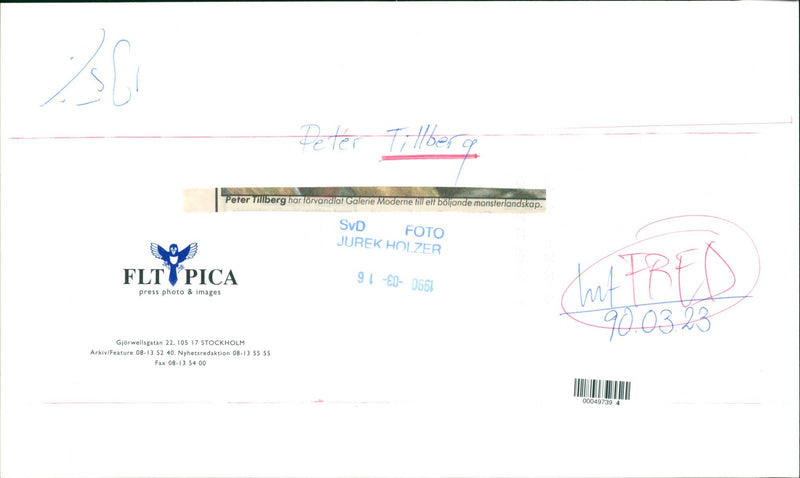 Peter Tillberg
Peter Tillberg har förvandlat Galerie Moderne till ett böljande monsterlandskap.
SvD FOTO
JUREK HOLZER
1990 -03- 16
FLT PICA
press photo & images
FRED
90.03.23
Gjörwellsgatan 22, 105 17 STOCKHOLM
Arkiv/Feature 08-13 52 40. Nyhetsredaktion 08-13 55 55
Fax 08-13 54 00
00049739 4